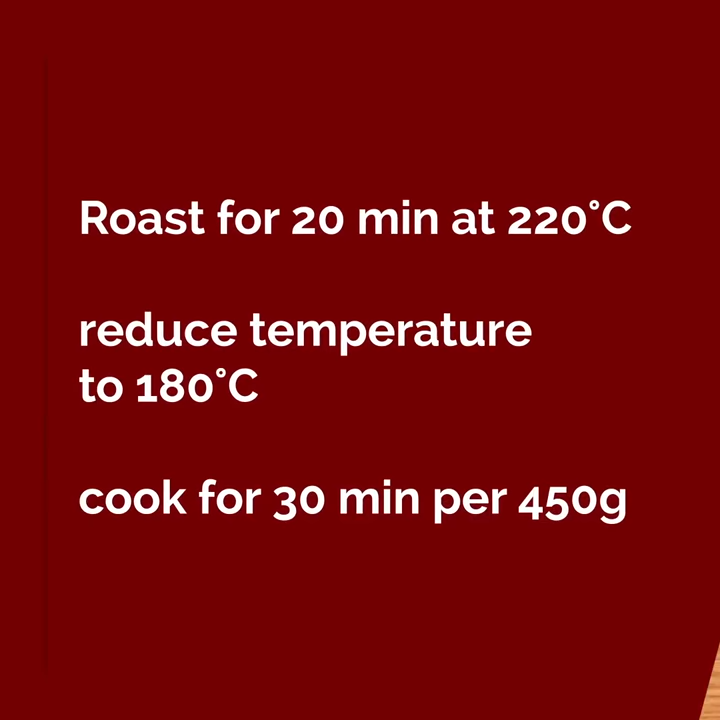 Roast for 20 min at 220°C
reduce temperature
to 180°C
cook for 30 min per 450g